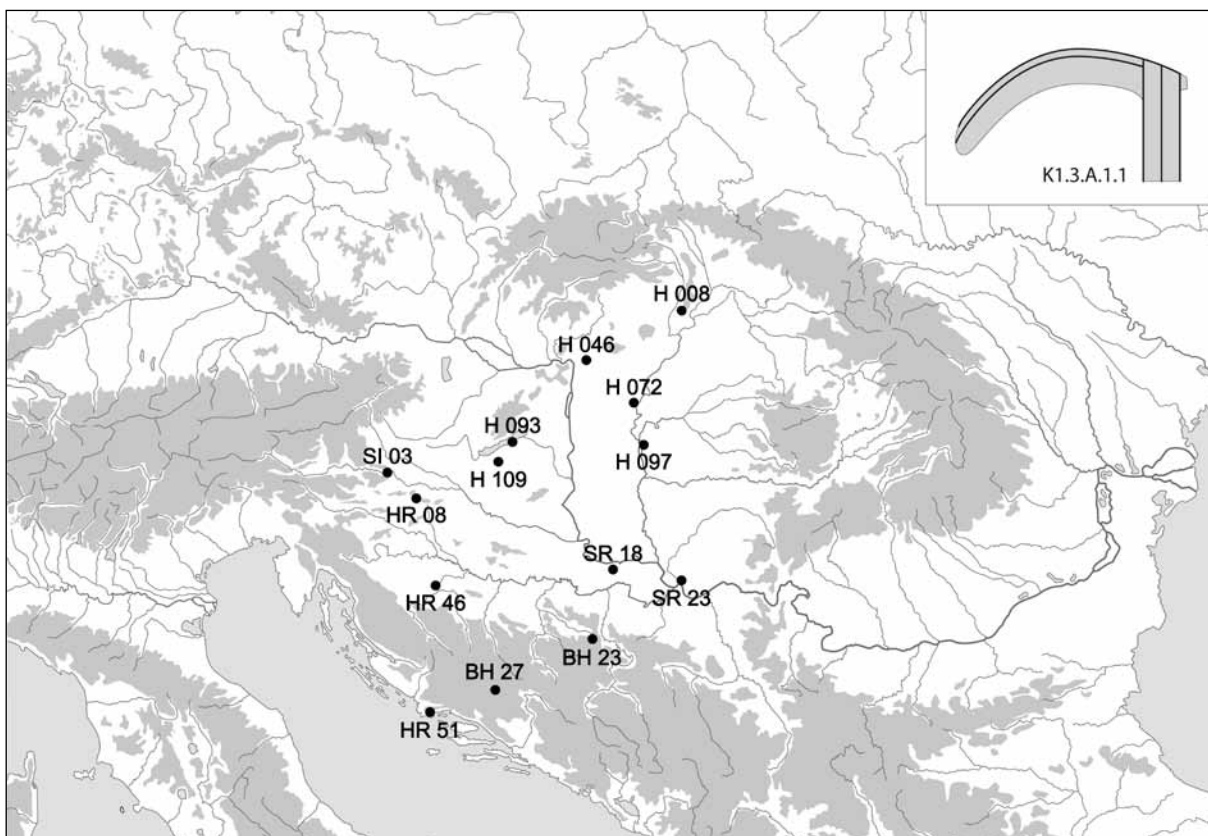 K1.3.A.1.1
H 008
H 046
H 072
H 093
H 097
SI 03
H 109
HR 08
SR 18
SR 23
HR 46
BH 23
BH 27
HR 51